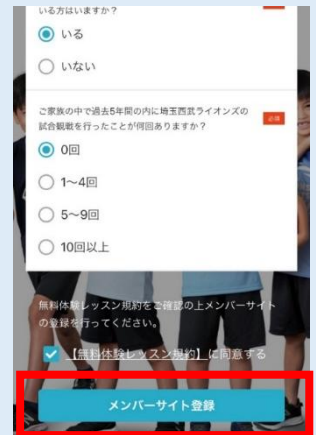 いる方はいますか？
いる
いない
ご家族の中で過去5年間の内に埼玉西武ライオンズの
試合観戦を行ったことが何回ありますか？
必須
0回
1〜4回
5〜9回
10回以上
無料体験レッスン規約をご確認の上メンバーサイト
の登録を行ってください。
【無料体験レッスン規約】に同意する
メンバーサイト登録